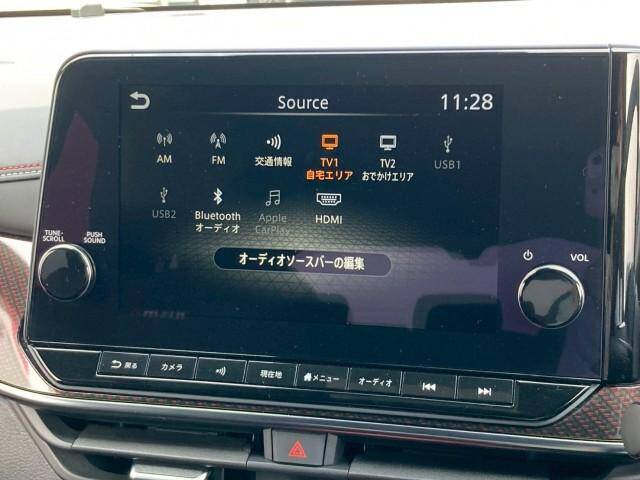 Source
11:28
AM
FM
交通情報
TV1
自宅エリア
TV2
おでかけエリア
USB1
USB2
Bluetooth
オーディオ
Apple
CarPlay
HDMI
オーディオソースバーの編集
TUNE・
SCROLL
PUSH
SOUND
VOL
戻る
カメラ
現在地
メニュー
オーディオ